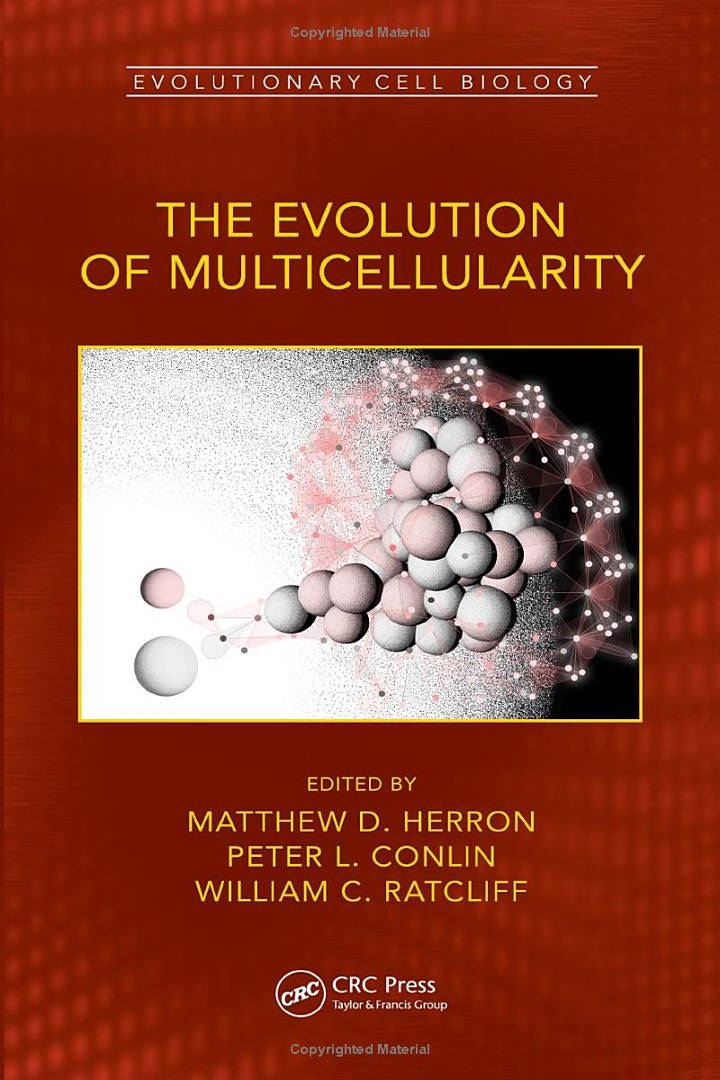 Copyrighted Material
EVOLUTIONARY CELL BIOLOGY
THE EVOLUTION
OF MULTICELLULARITY
EDITED BY
MATTHEW D. HERRON
PETER L. CONLIN
WILLIAM C. RATCLIFF
CRC CRC Press
Taylor & Francis Group
Copyrighted Material